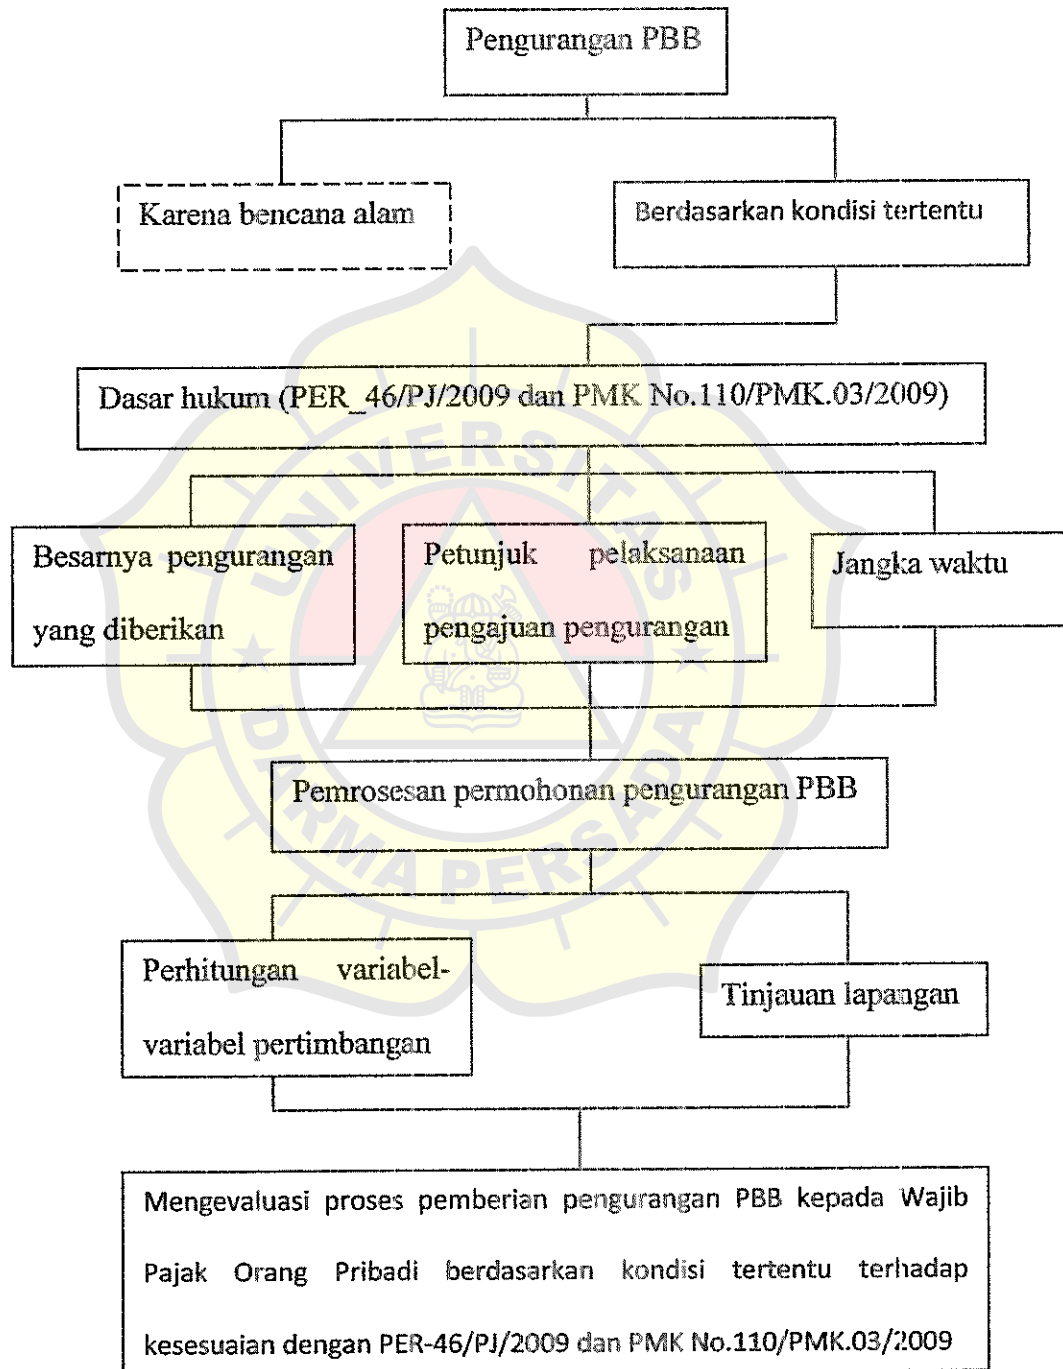 Pengurangan PBB
Karena bencana alam
Berdasarkan kondisi tertentu
Dasar hukum (PER_46/PJ/2009 dan PMK No.110/PMK.03/2009)
Besarnya pengurangan
yang diberikan
Petunjuk pelaksanaan
pengajuan pengurangan
Jangka waktu
Pemrosesan permohonan pengurangan PBB
Perhitungan variabel-
variabel pertimbangan
Tinjauan lapangan
Mengevaluasi proses pemberian pengurangan PBB kepada Wajib
Pajak Orang Pribadi berdasarkan kondisi tertentu terhadap
kesesuaian dengan PER-46/PJ/2009 dan PMK No.110/PMK.03/2009
UNIVERSITAS
DARMA PERSADA